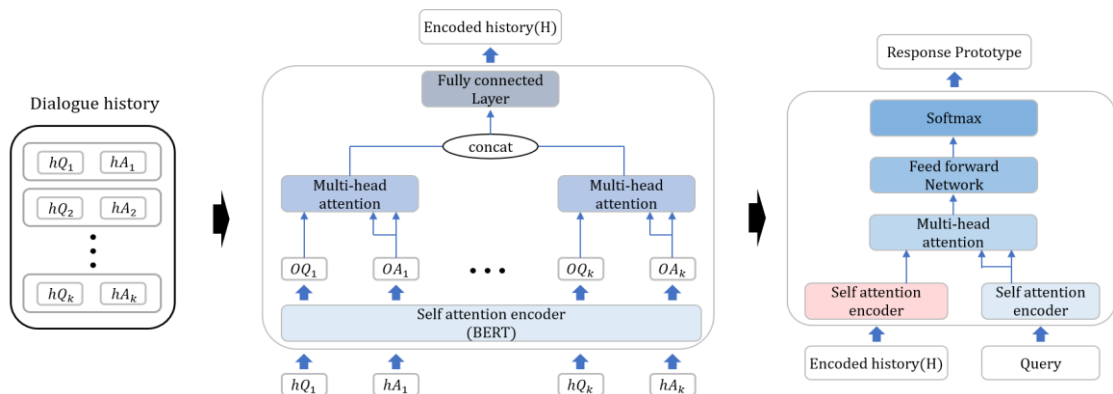 Dialogue history
hQ₁ hA₁
hQ₂ hA₂
hQₖ hAₖ
Encoded history(H)
Fully connected
Layer
concat
Multi-head
attention
Multi-head
attention
OQ₁ OA₁ OQₖ OAₖ
Self attention encoder
(BERT)
hQ₁ hA₁ hQₖ hAₖ
Response Prototype
Softmax
Feed forward
Network
Multi-head
attention
Self attention
encoder
Self attention
encoder
Encoded history(H)
Query